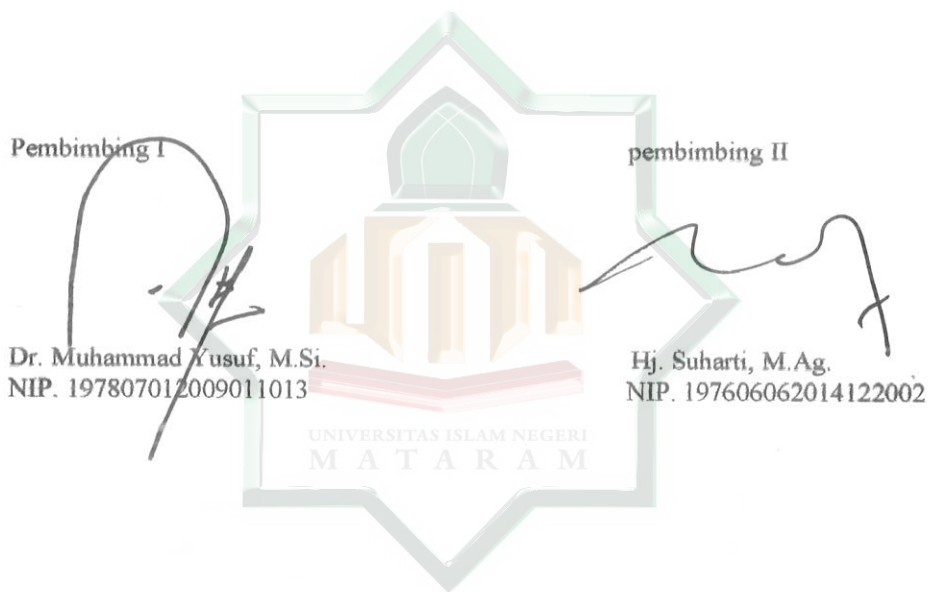 Pembimbing I
pembimbing II
Dr. Muhammad Yusuf, M.Si.
NIP. 197807012009011013
Hj. Suharti, M.Ag.
NIP. 197606062014122002
UNIVERSITAS ISLAM NEGERI
MATARAM